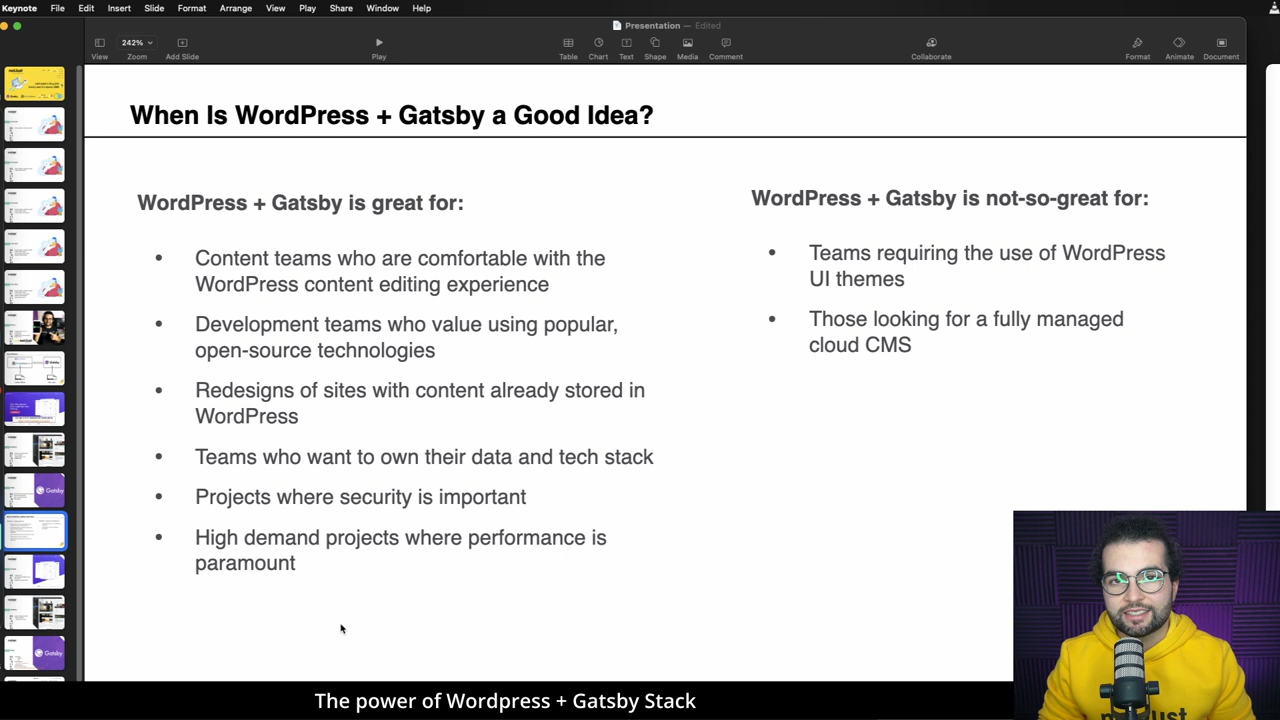 Keynote File Edit Insert Slide Format Arrange View Play Share Window Help
Presentation — Edited
242%
View Zoom Add Slide Play Table Chart Text Shape Media Comment Collaborate Format Animate Document
When Is WordPress + Gatsby a Good Idea?
WordPress + Gatsby is great for:
• Content teams who are comfortable with the
WordPress content editing experience
• Development teams who value using popular,
open-source technologies
• Redesigns of sites with content already stored in
WordPress
• Teams who want to own their data and tech stack
• Projects where security is important
• High demand projects where performance is
paramount
WordPress + Gatsby is not-so-great for:
• Teams requiring the use of WordPress
UI themes
• Those looking for a fully managed
cloud CMS
Gatsby
Gatsby
The power of Wordpress + Gatsby Stack